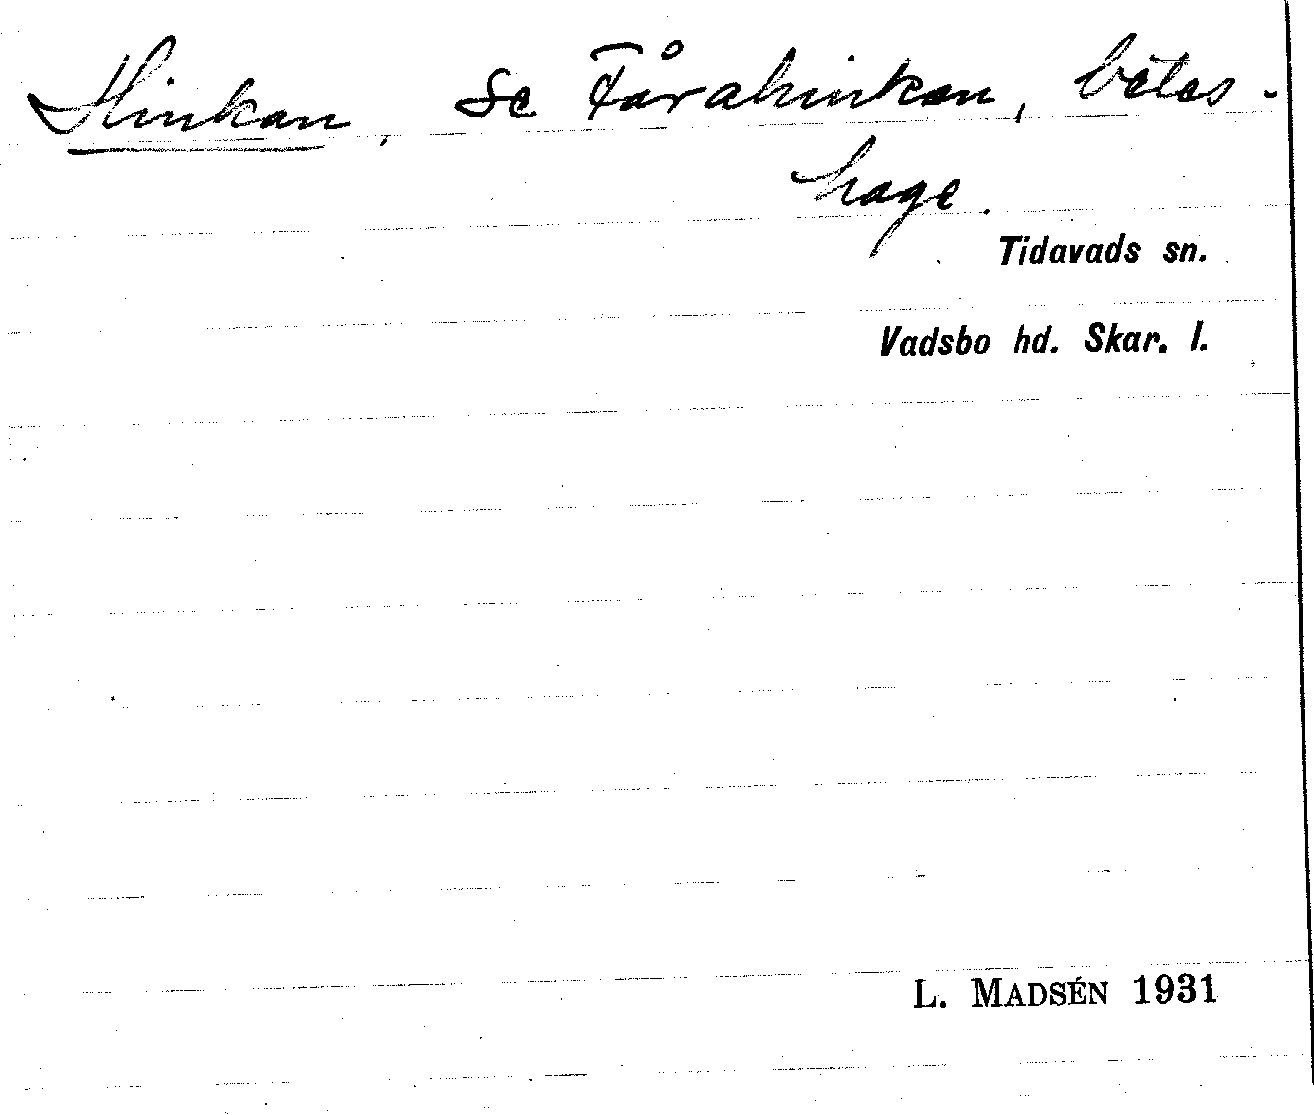 Hinkan, se Fårahinkan, betes-
hage.
Tidavads sn.
Vadsbo hd. Skar. l.
L. MADSÉN 1931